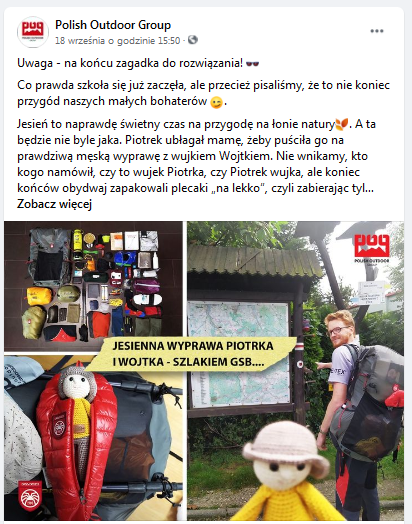 Polish Outdoor Group
18 września o godzinie 15:50 ·
Uwaga - na końcu zagadka do rozwiązania!
Co prawda szkoła się już zaczęła, ale przecież pisaliśmy, że to nie koniec
przygód naszych małych bohaterów 😉.
Jesień to naprawdę świetny czas na przygodę na łonie natury🍂. A ta
będzie nie byle jaka. Piotrek ubłagał mamę, żeby puściła go na
prawdziwą męską wyprawę z wujkiem Wojtkiem. Nie wnikamy, kto
kogo namówił, czy to wujek Piotrka, czy Piotrek wujka, ale koniec
końców obydwaj zapakowali plecaki „na lekko”, czyli zabierając tyl...
Zobacz więcej
POG
POLISH OUTDOOR
JESIENNA WYPRAWA PIOTRKA
I WOJTKA - SZLAKIEM GSB....